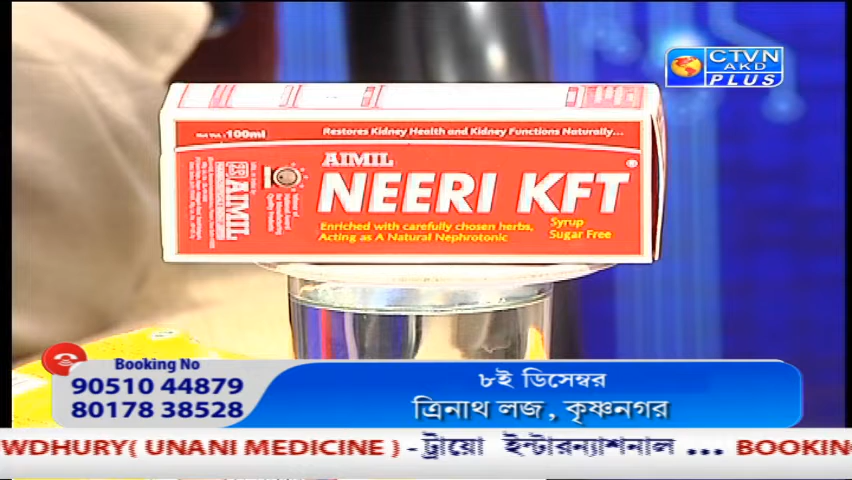 CTVN
AKD
PLUS
100ml
Restores Kidney Health and Kidney Functions Naturally...
AIMIL
NEERI KFT
®
Enriched with carefully chosen herbs,
Acting as A Natural Nephrotonic
Syrup
Sugar Free
AIMIL
Booking No
90510 44879
80178 38528
৮ই ডিসেম্বর
ত্রিনাথ লজ, কৃষ্ণনগর
WDHURY( UNANI MEDICINE ) - ট্রায়ো ইন্টারন্যাশনাল ... BOOKIN